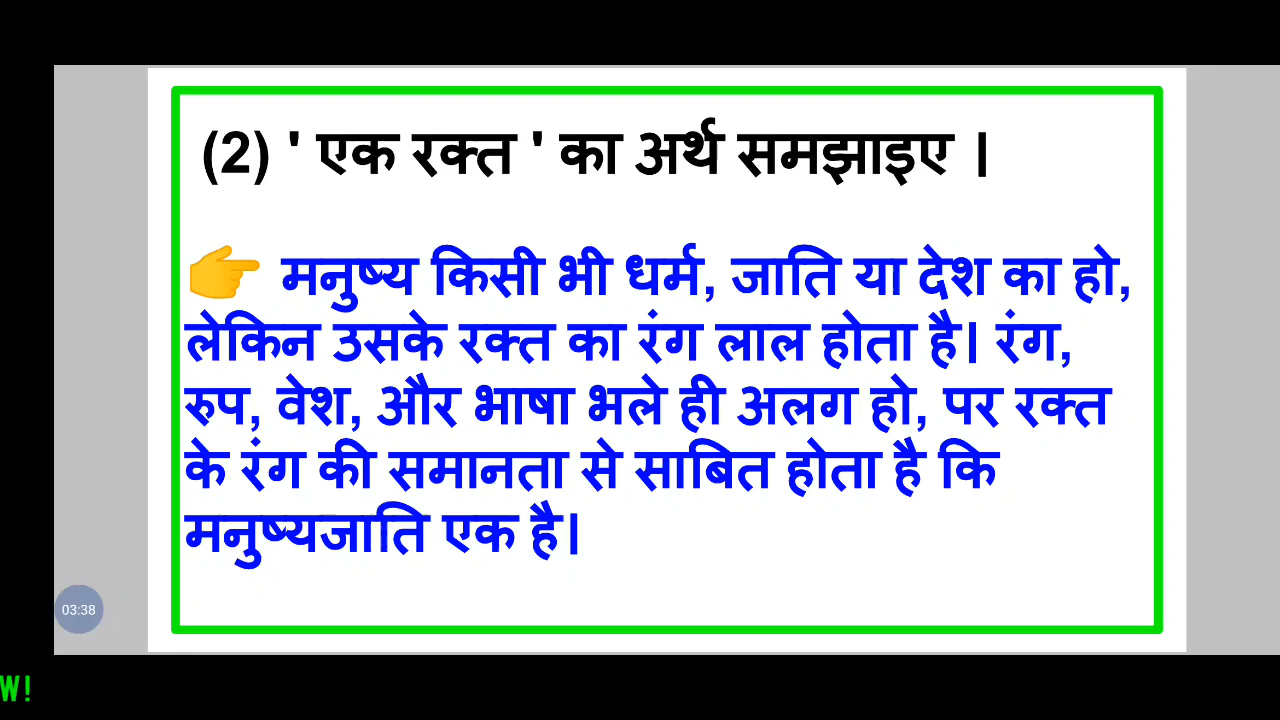 (2) ' एक रक्त ' का अर्थ समझाइए ।
👉 मनुष्य किसी भी धर्म, जाति या देश का हो,
लेकिन उसके रक्त का रंग लाल होता है। रंग,
रुप, वेश, और भाषा भले ही अलग हो, पर रक्त
के रंग की समानता से साबित होता है कि
मनुष्यजाति एक है।
03:38
W!